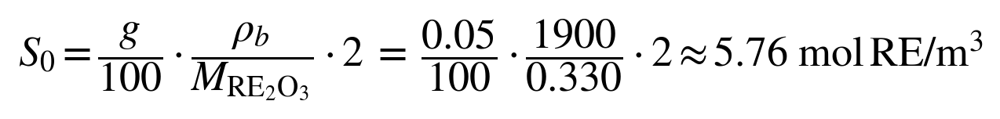 S₀ = g/100 · ρ_b/M_RE₂O₃ · 2 = 0.05/100 · 1900/0.330 · 2 ≈ 5.76 mol RE/m³